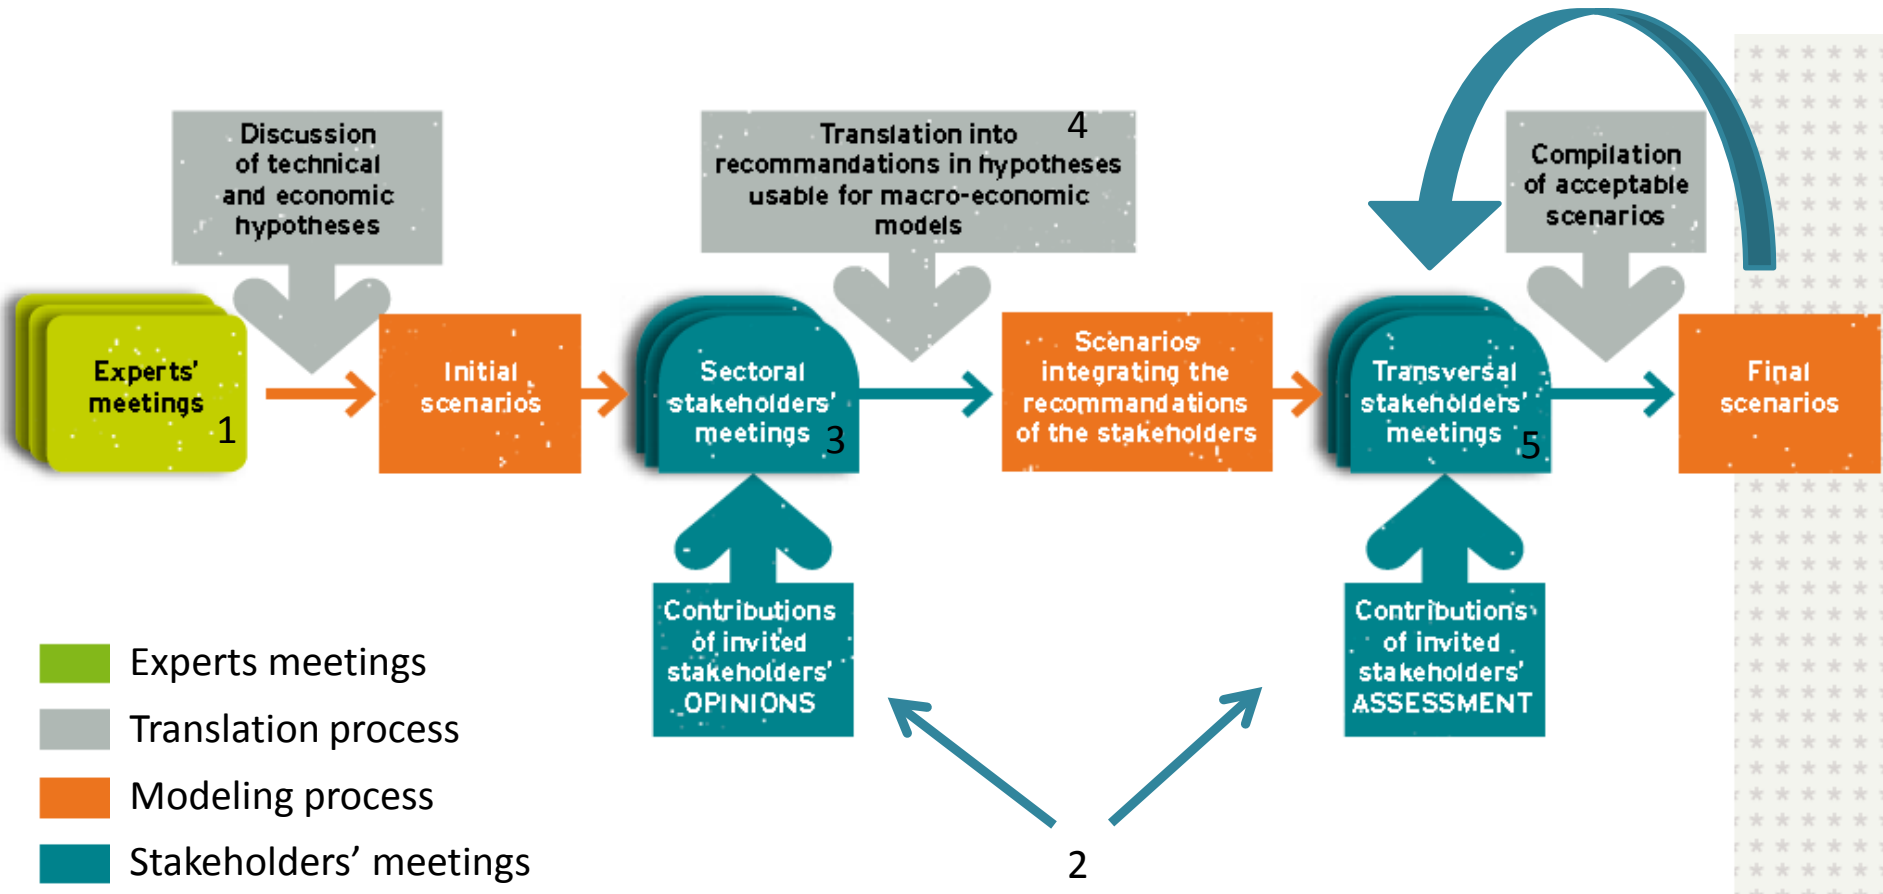 Discussion
of technical
and economic
hypotheses
Translation into
recommandations in hypotheses
usable for macro-economic
models
4
Compilation
of acceptable
scenarios
Experts'
meetings
1
Initial
scenarios
Sectoral
stakeholders'
meetings
3
Scenarios
integrating the
recommandations
of the stakeholders
Transversal
stakeholders'
meetings
5
Final
scenarios
Contributions
of invited
stakeholders'
OPINIONS
Contributions
of invited
stakeholders'
ASSESSMENT
2
Experts meetings
Translation process
Modeling process
Stakeholders’ meetings